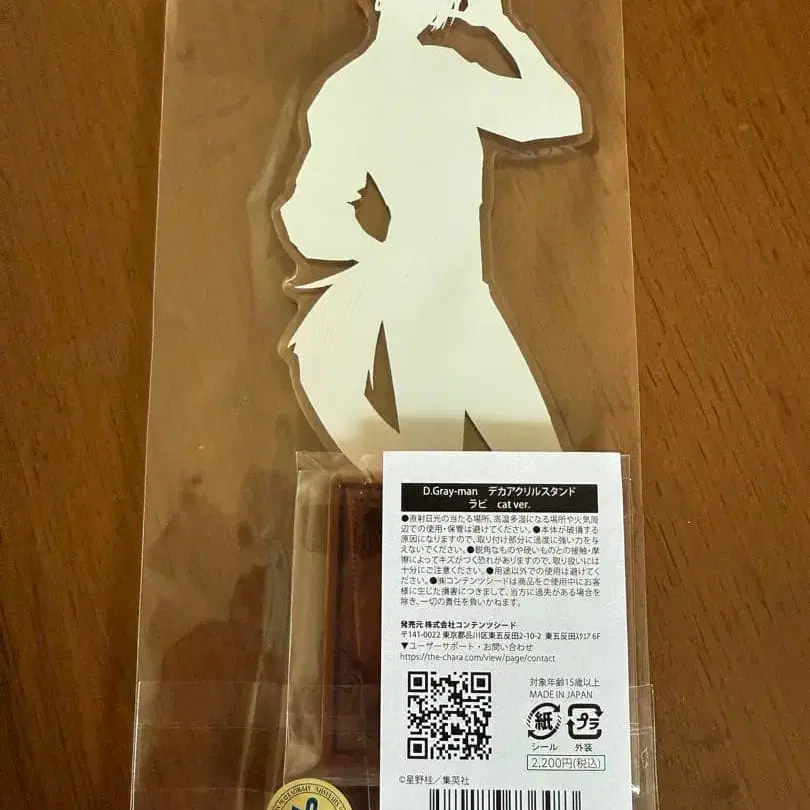 D.Gray-man デカアクリルスタンド
ラビ cat ver.
●直射日光の当たる場所、高温多湿になる場所や火気周
辺での使用・保管は避けてください。●本体が破損する
原因になりますので、取り付け部分に過度に強い力を与
えないでください。●鋭角なものや硬いものとの接触・摩
擦によってキズがつく恐れがありますので、取り扱いには
十分にご注意ください。●用途以外での使用は避けてく
ださい。●㈱コンテンツシードは商品をご使用中にお客
様に生じた損害につきまして、当方に過失がある場合を
除き、一切の責任を負いかねます。
発売元 株式会社コンテンツシード
〒141-0022 東京都品川区東五反田2-10-2 東五反田ｽｸｴｱ 6F
▼ユーザーサポート・お問い合わせ
https://the-chara.com/view/page/contact
対象年齢15歳以上
MADE IN JAPAN
紙 プラ
シール 外装
2,200円(税込)
©星野桂／集英社